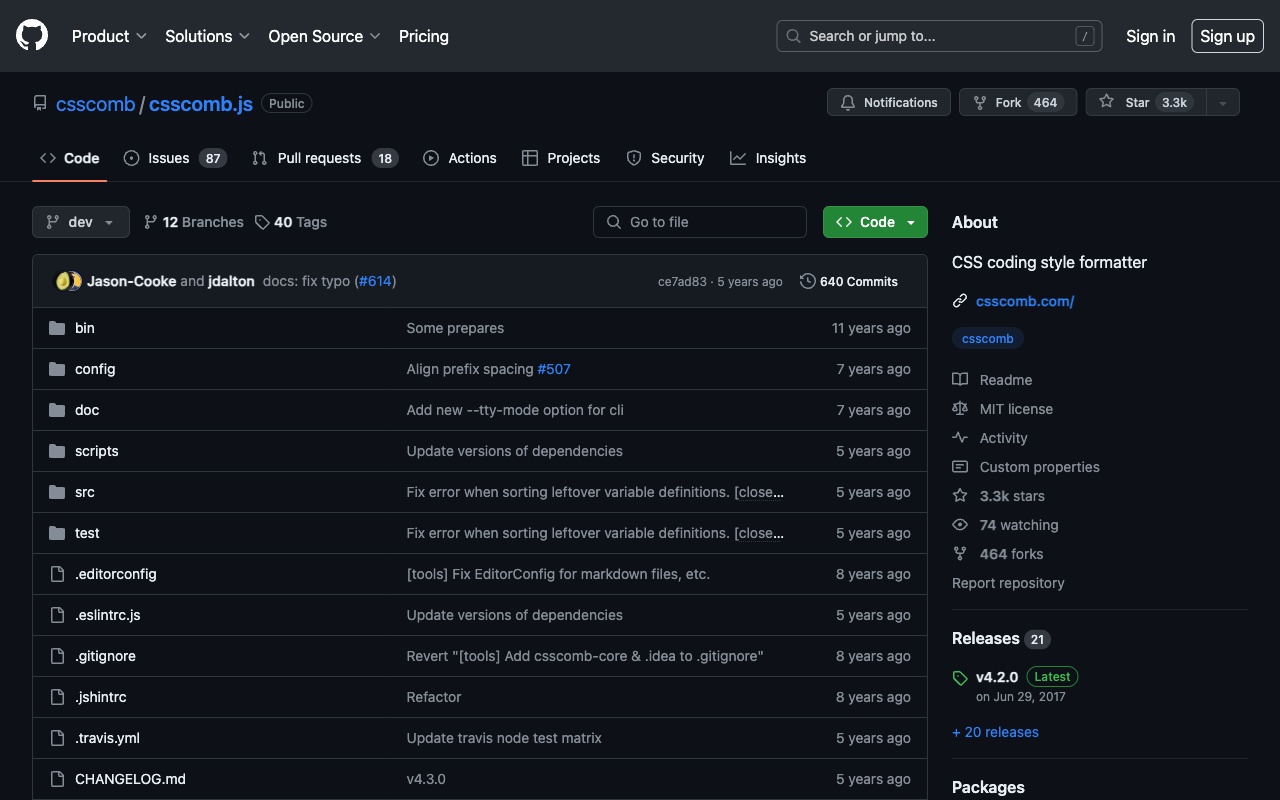 Product Solutions Open Source Pricing Search or jump to... / Sign in Sign up
csscomb / csscomb.js Public Notifications Fork 464 Star 3.3k
Code Issues 87 Pull requests 18 Actions Projects Security Insights
dev 12 Branches 40 Tags Go to file Code
Jason-Cooke and jdalton docs: fix typo (#614) ce7ad83 · 5 years ago 640 Commits
bin Some prepares 11 years ago
config Align prefix spacing #507 7 years ago
doc Add new --tty-mode option for cli 7 years ago
scripts Update versions of dependencies 5 years ago
src Fix error when sorting leftover variable definitions. [close... 5 years ago
test Fix error when sorting leftover variable definitions. [close... 5 years ago
.editorconfig [tools] Fix EditorConfig for markdown files, etc. 8 years ago
.eslintrc.js Update versions of dependencies 5 years ago
.gitignore Revert "[tools] Add csscomb-core & .idea to .gitignore" 8 years ago
.jshintrc Refactor 8 years ago
.travis.yml Update travis node test matrix 5 years ago
CHANGELOG.md v4.3.0 5 years ago
About
CSS coding style formatter
csscomb.com/
csscomb
Readme
MIT license
Activity
Custom properties
3.3k stars
74 watching
464 forks
Report repository
Releases 21
v4.2.0 Latest
on Jun 29, 2017
+ 20 releases
Packages